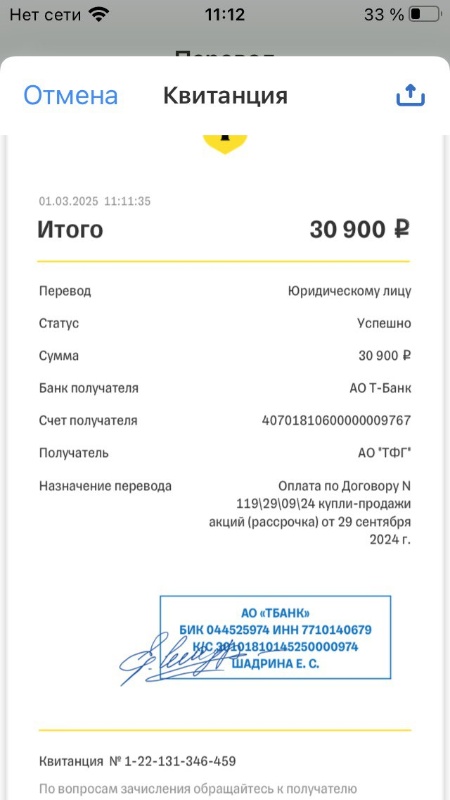 Нет сети 11:12 33 %
Перевод
Отмена Квитанция
01.03.2025 11:11:35
Итого 30 900 ₽
Перевод Юридическому лицу
Статус Успешно
Сумма 30 900 ₽
Банк получателя АО Т-Банк
Счет получателя 40701810600000009767
Получатель АО "ТФГ"
Назначение перевода Оплата по Договору N
119\29\09\24 купли-продажи
акций (рассрочка) от 29 сентября
2024 г.
АО «ТБАНК»
БИК 044525974 ИНН 7710140679
К/С 30101810145250000974
ШАДРИНА Е. С.
Квитанция № 1-22-131-346-459
По вопросам зачисления обращайтесь к получателю